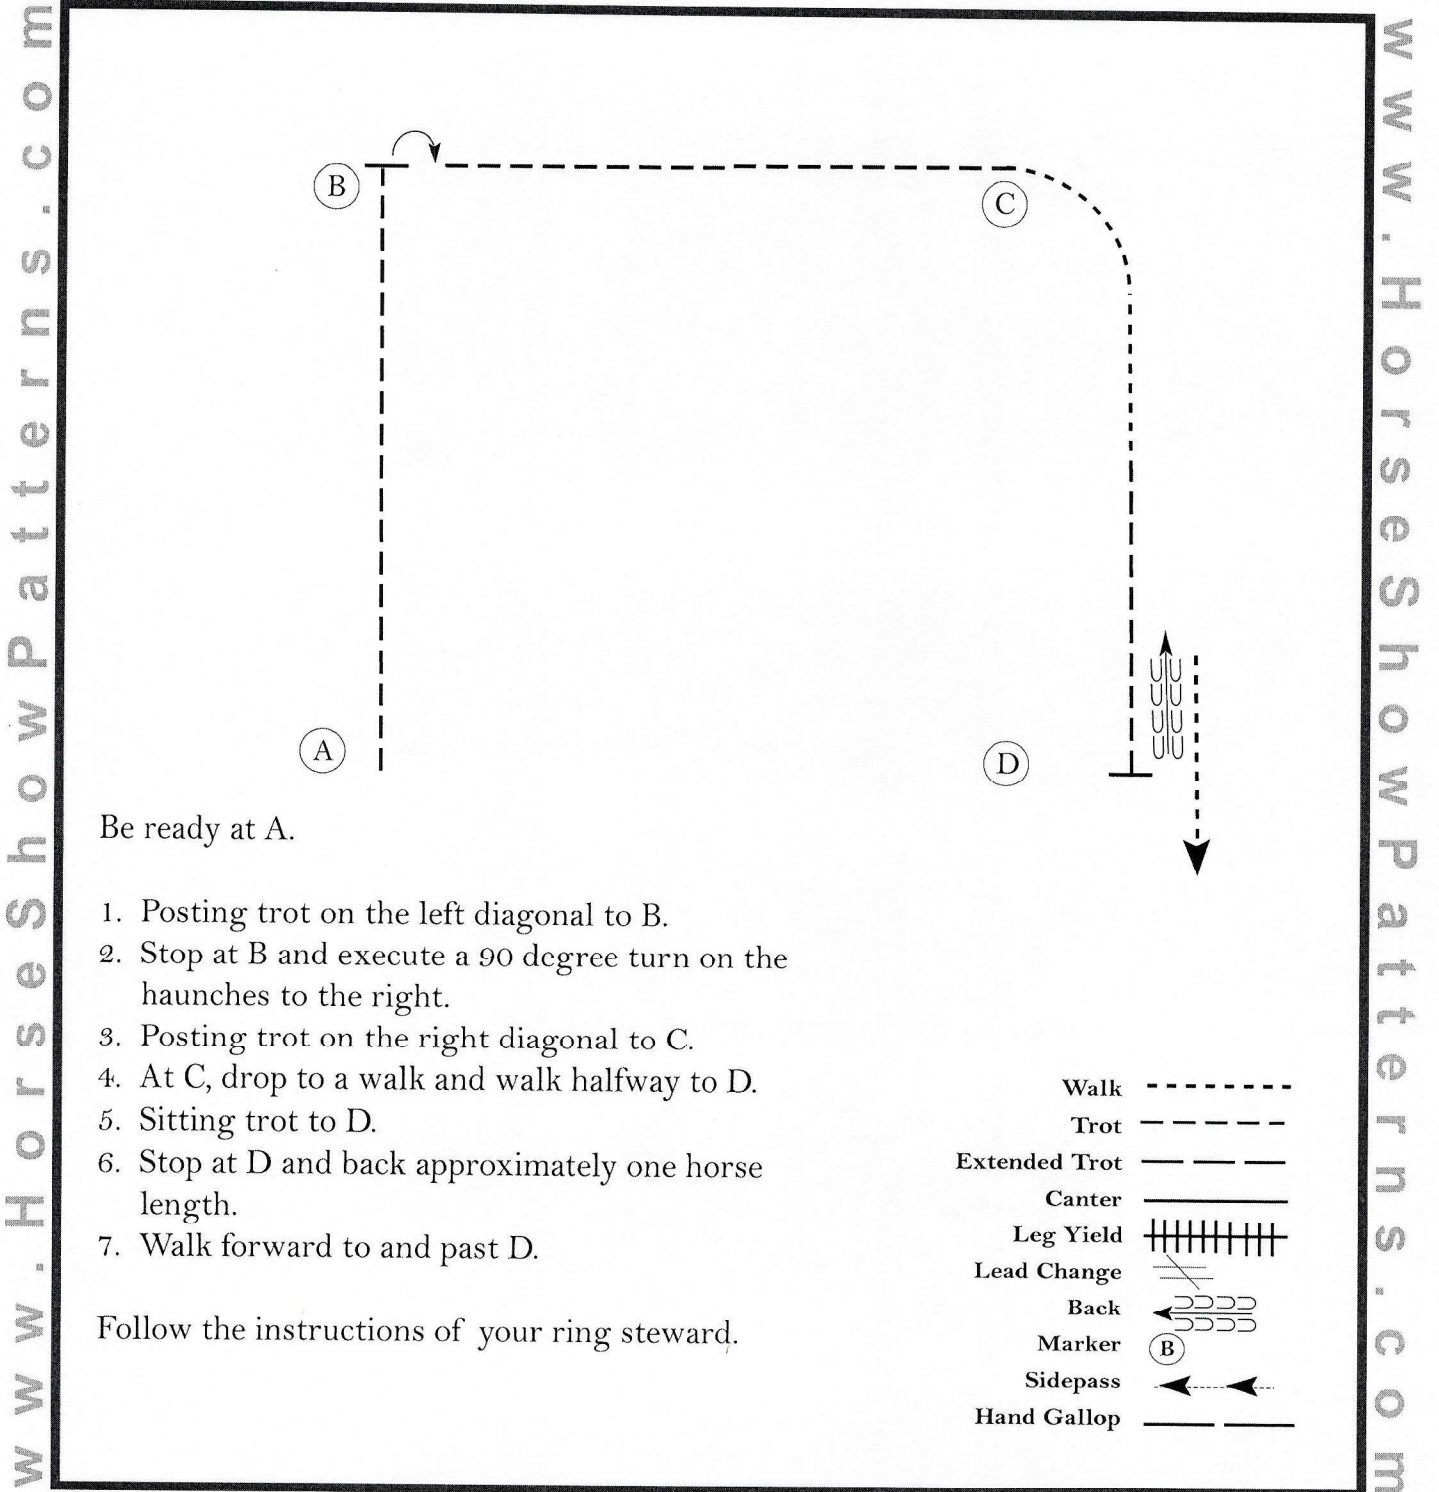 www.HorseShowPatterns.com
www.HorseShowPatterns.com
B
C
A
D
Be ready at A.
1. Posting trot on the left diagonal to B.
2. Stop at B and execute a 90 degree turn on the
haunches to the right.
3. Posting trot on the right diagonal to C.
4. At C, drop to a walk and walk halfway to D.
5. Sitting trot to D.
6. Stop at D and back approximately one horse
length.
7. Walk forward to and past D.
Follow the instructions of your ring steward.
Walk
Trot
Extended Trot
Canter
Leg Yield
Lead Change
Back
Marker B
Sidepass
Hand Gallop